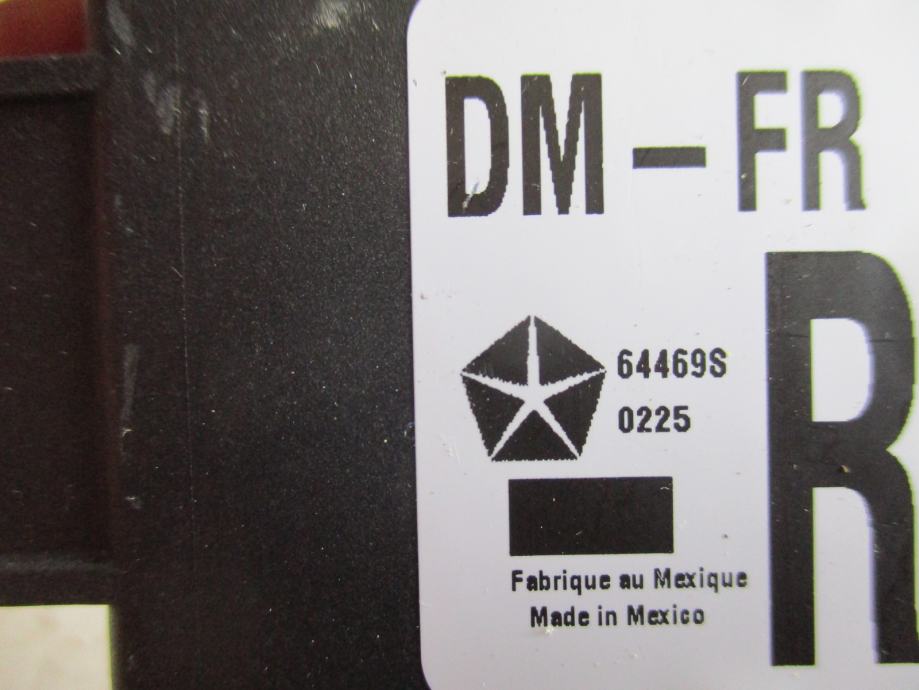 DM-FR
R
64469S
0225
Fabrique au Mexique
Made in Mexico